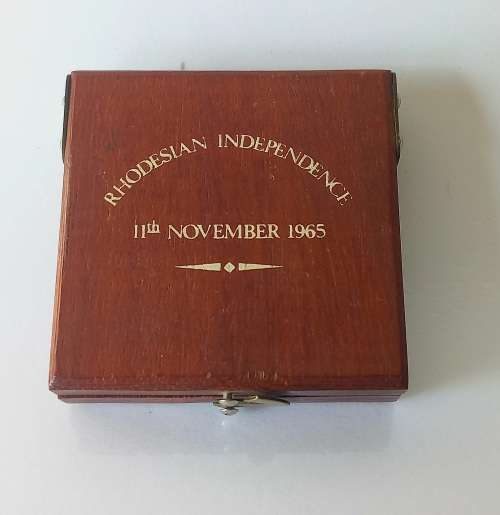 RHODESIAN INDEPENDENCE
11th NOVEMBER 1965